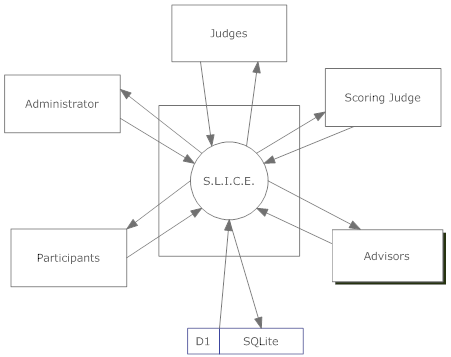 Judges
Administrator
Scoring Judge
S.L.I.C.E.
Participants
Advisors
D1
SQLite